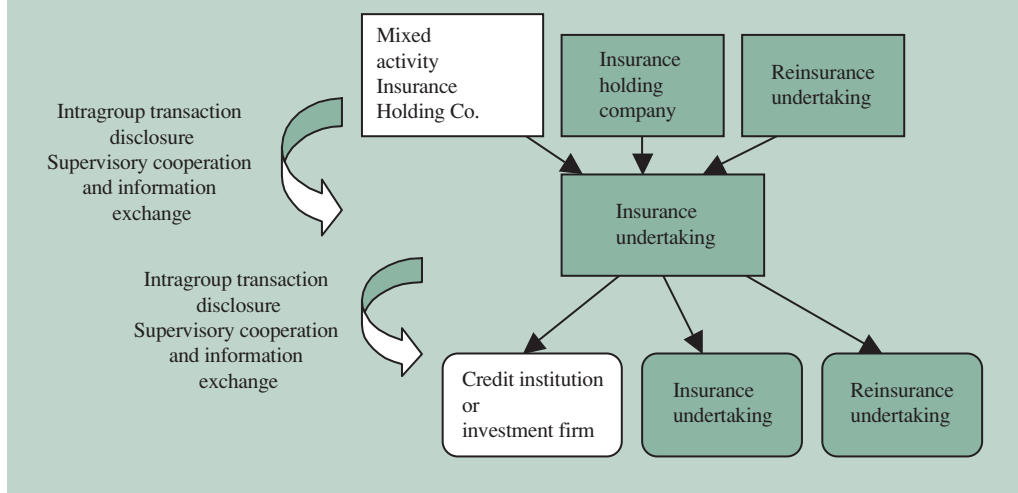 Mixed
activity
Insurance
Holding Co.
Insurance
holding
company
Reinsurance
undertaking
Intragroup transaction
disclosure
Supervisory cooperation
and information
exchange
Insurance
undertaking
Intragroup transaction
disclosure
Supervisory cooperation
and information
exchange
Credit institution
or
investment firm
Insurance
undertaking
Reinsurance
undertaking